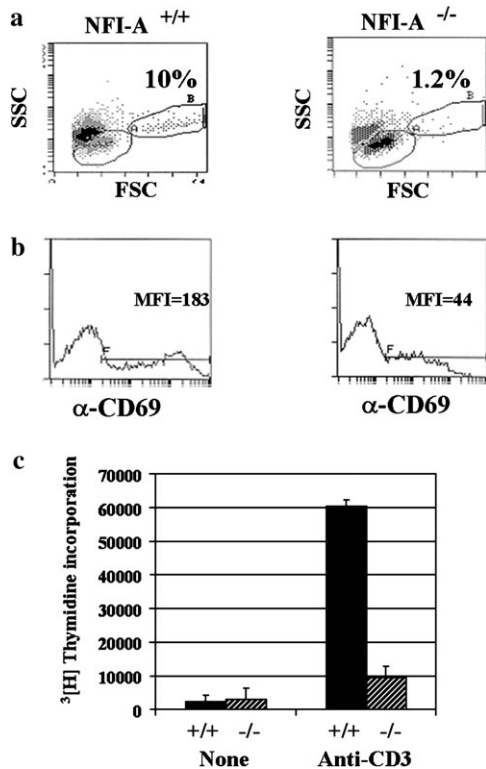 a
NFI-A +/+
NFI-A -/-
10%
1.2%
B
B
A
A
SSC
SSC
FSC
FSC
b
MFI=183
MFI=44
F
F
α-CD69
α-CD69
c
³[H] Thymidine incorporation
70000
60000
50000
40000
30000
20000
10000
0
+/+ -/- +/+ -/-
None Anti-CD3